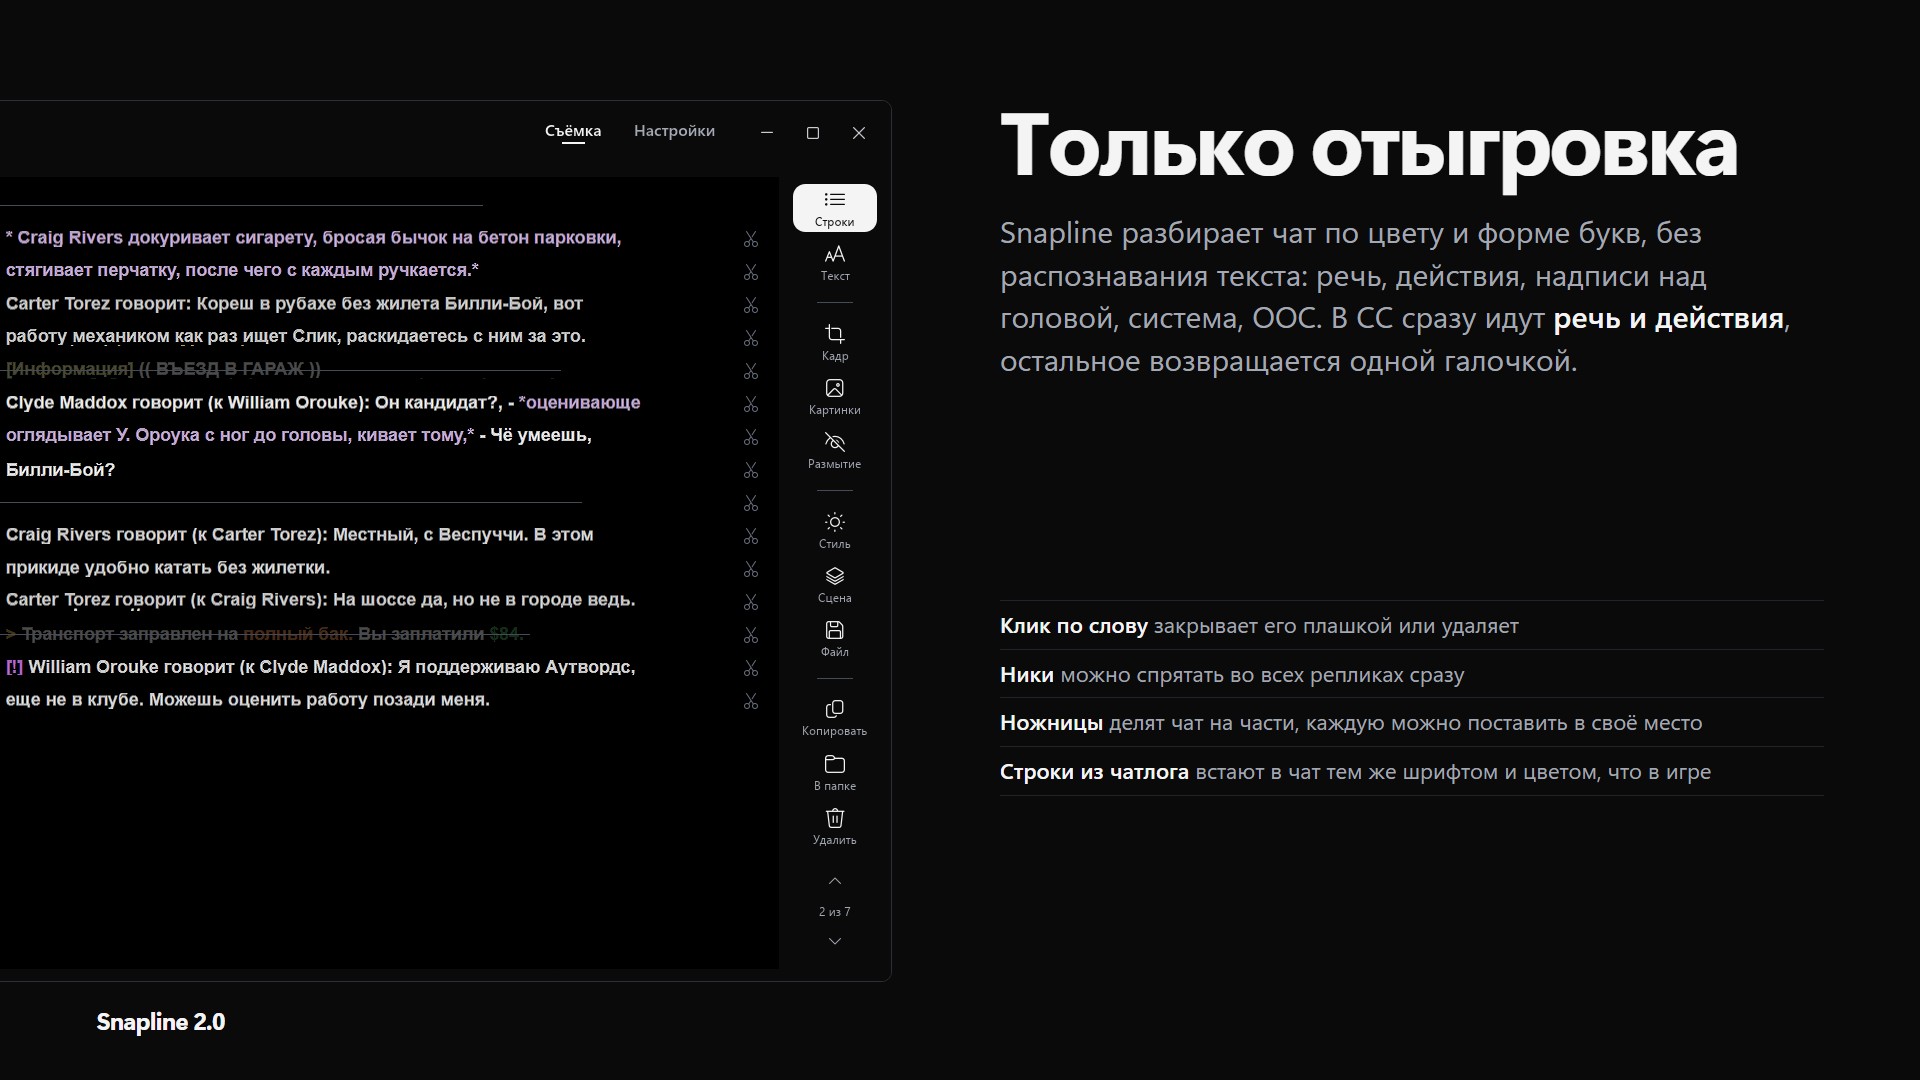 Съёмка
Настройки
* Craig Rivers докуривает сигарету, бросая бычок на бетон парковки,
стягивает перчатку, после чего с каждым ручкается.*
Carter Torez говорит: Кореш в рубахе без жилета Билли-Бой, вот
работу механиком как раз ищет Слик, раскидаетесь с ним за это.
[Информация] (( ВЪЕЗД В ГАРАЖ ))
Clyde Maddox говорит (к William Orouke): Он кандидат?, - *оценивающе
оглядывает У. Ороука с ног до головы, кивает тому,* - Чё умеешь,
Билли-Бой?
Craig Rivers говорит (к Carter Torez): Местный, с Веспуччи. В этом
прикиде удобно катать без жилетки.
Carter Torez говорит (к Craig Rivers): На шоссе да, но не в городе ведь.
> Транспорт заправлен на полный бак. Вы заплатили $84.
[!] William Orouke говорит (к Clyde Maddox): Я поддерживаю Аутвордс,
еще не в клубе. Можешь оценить работу позади меня.
Строки
Текст
Кадр
Картинки
Размытие
Стиль
Сцена
Файл
Копировать
В папке
Удалить
2 из 7
Snapline 2.0
Только отыгровка
Snapline разбирает чат по цвету и форме букв, без
распознавания текста: речь, действия, надписи над
головой, система, ООС. В СС сразу идут речь и действия,
остальное возвращается одной галочкой.
Клик по слову закрывает его плашкой или удаляет
Ники можно спрятать во всех репликах сразу
Ножницы делят чат на части, каждую можно поставить в своё место
Строки из чатлога встают в чат тем же шрифтом и цветом, что в игре